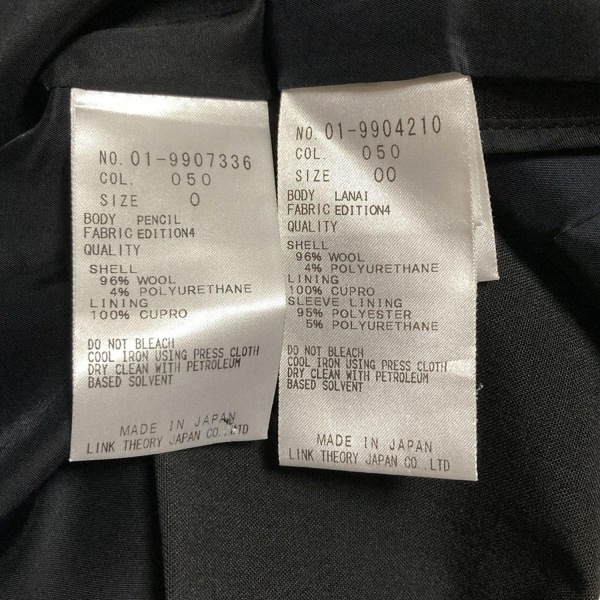 NO. 01-9907336
COL. 050
SIZE 0
BODY PENCIL
FABRIC EDITION4
QUALITY
SHELL
96% WOOL
4% POLYURETHANE
LINING
100% CUPRO
DO NOT BLEACH
COOL IRON USING PRESS CLOTH
DRY CLEAN WITH PETROLEUM
BASED SOLVENT
MADE IN JAPAN
LINK THEORY JAPAN CO.,LTD
NO. 01-9904210
COL. 050
SIZE 00
BODY LANAI
FABRIC EDITION4
QUALITY
SHELL
96% WOOL
4% POLYURETHANE
LINING
100% CUPRO
SLEEVE LINING
95% POLYESTER
5% POLYURETHANE
DO NOT BLEACH
COOL IRON USING PRESS CLOTH
DRY CLEAN WITH PETROLEUM
BASED SOLVENT
MADE IN JAPAN
LINK THEORY JAPAN CO.,LTD